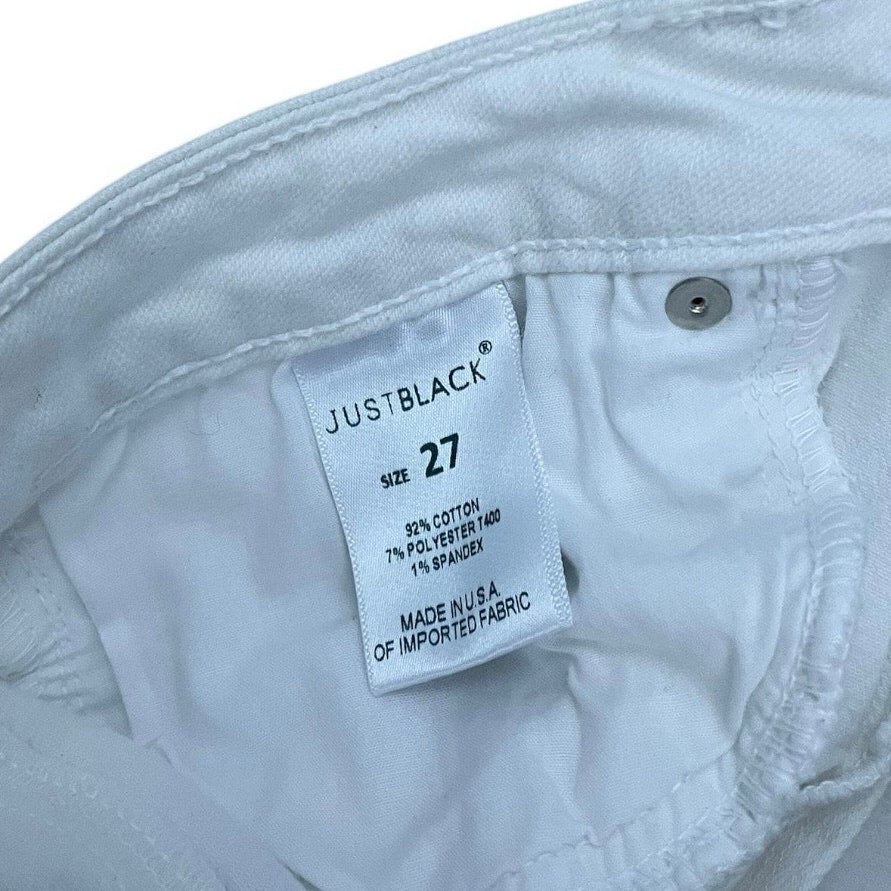 JUSTBLACK®
SIZE 27
92% COTTON
7% POLYESTER T400
1% SPANDEX
MADE IN U.S.A.
OF IMPORTED FABRIC